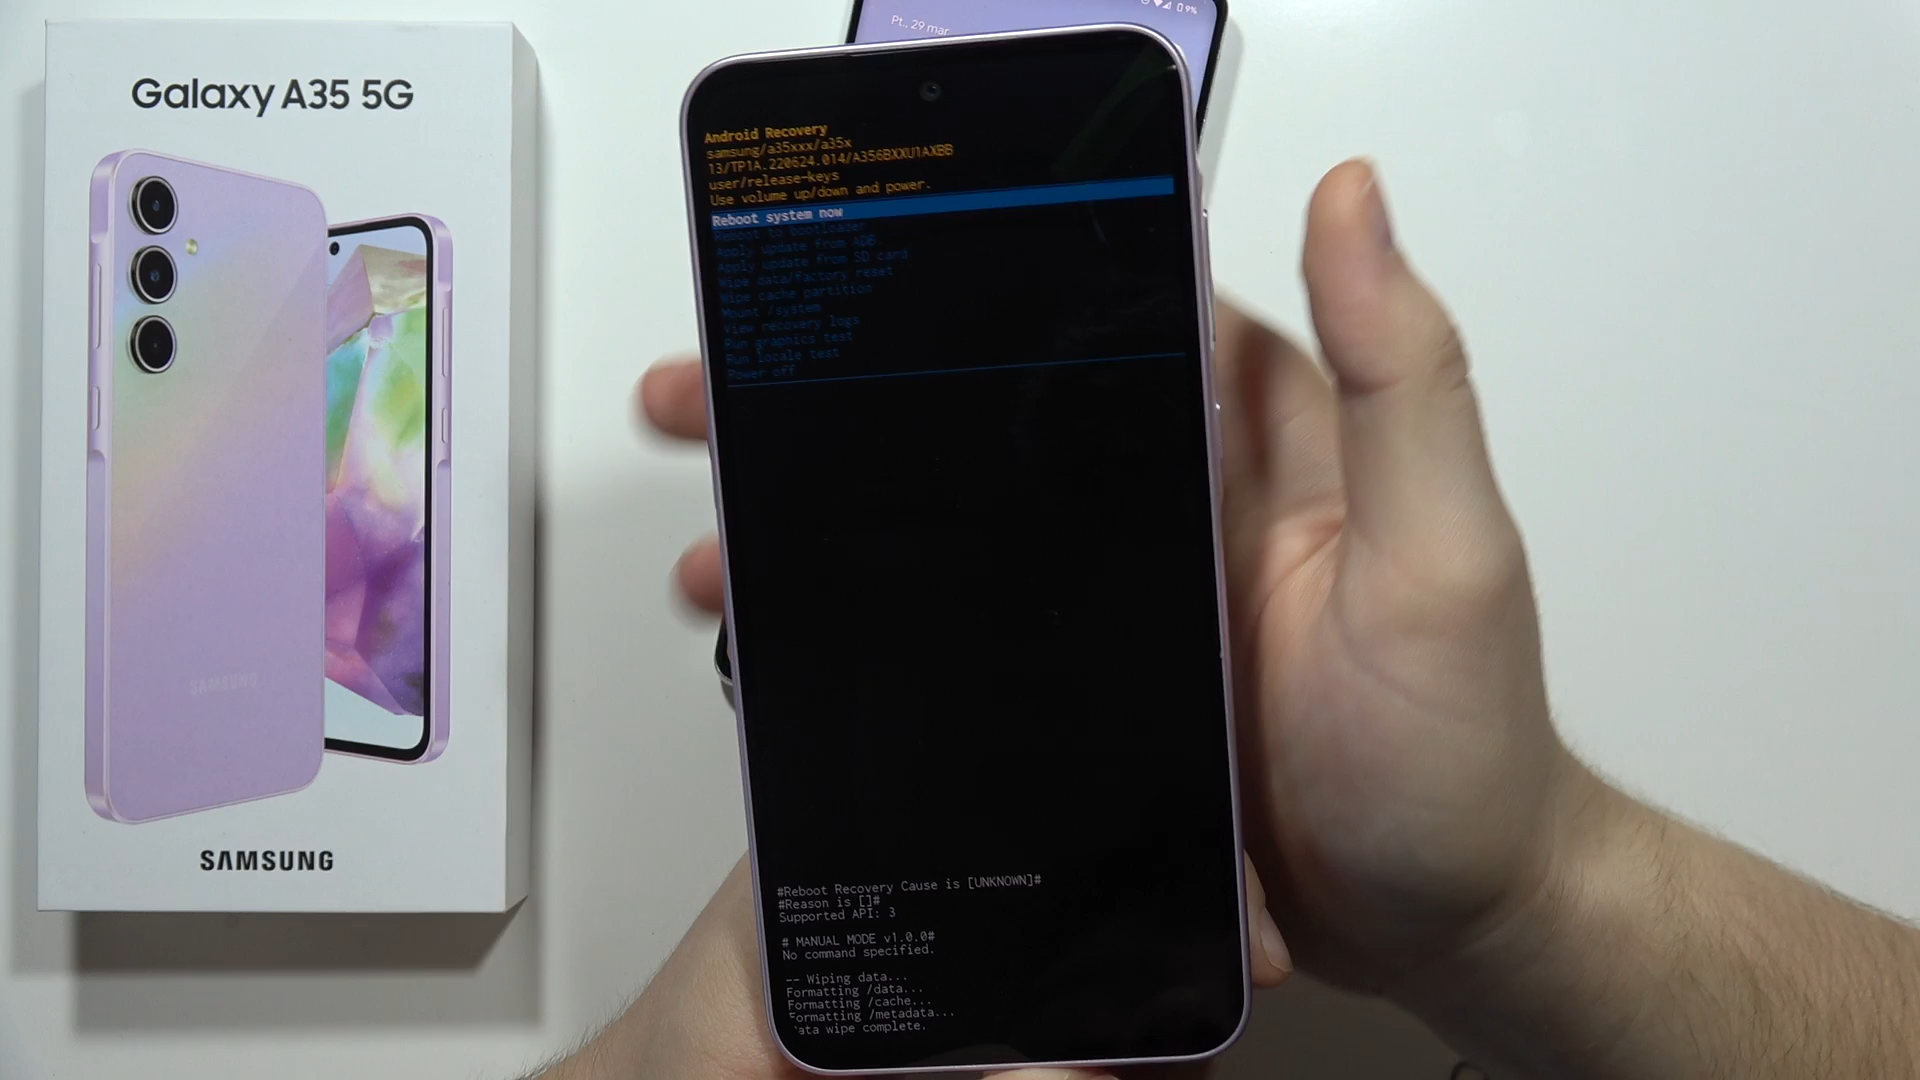 Galaxy A35 5G
SAMSUNG
SAMSUNG
Pt., 29 mar
9%
Android Recovery
samsung/a35xxx/a35x
13/TP1A.220624.014/A356BXXU1AXBB
user/release-keys
Use volume up/down and power.
Reboot system now
Reboot to bootloader
Apply update from ADB
Apply update from SD card
Wipe data/factory reset
Wipe cache partition
Mount /system
View recovery logs
Run graphics test
Run locale test
Power off
#Reboot Recovery Cause is [UNKNOWN]#
#Reason is []#
Supported API: 3
# MANUAL MODE v1.0.0#
No command specified.
-- Wiping data...
Formatting /data...
Formatting /cache...
Formatting /metadata...
Data wipe complete.